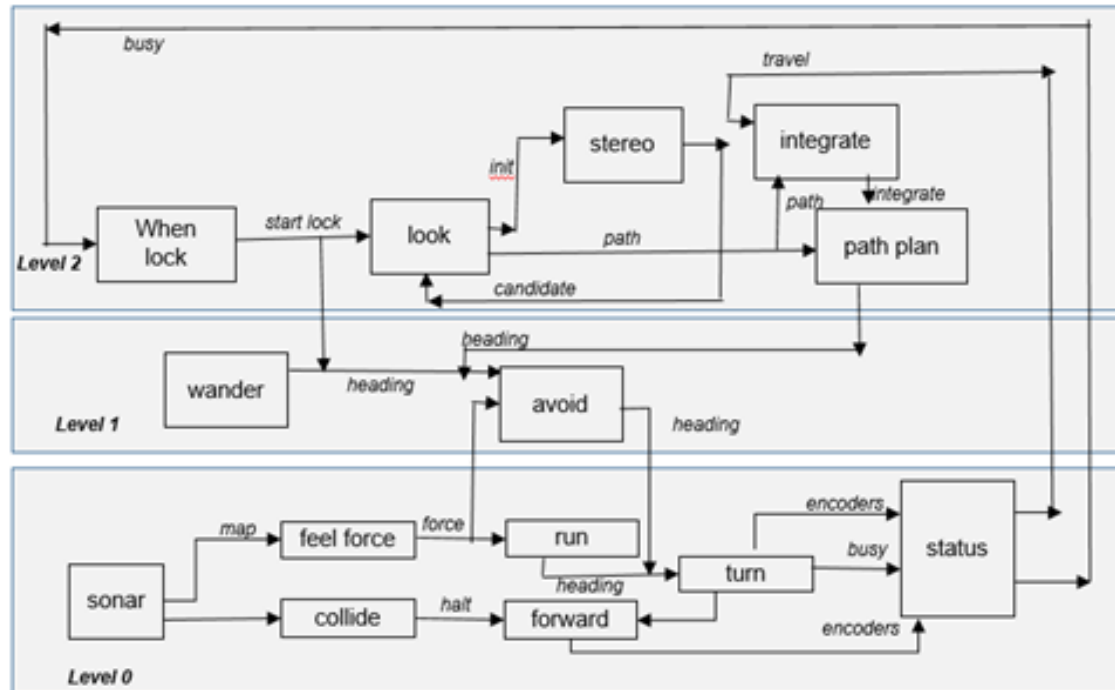 busy
travel
stereo
integrate
init
When
lock
start lock
look
path
integrate
path
path plan
Level 2
candidate
heading
wander
heading
avoid
Level 1
heading
map
feel force
force
run
encoders
busy
status
sonar
heading
turn
collide
halt
forward
encoders
Level 0